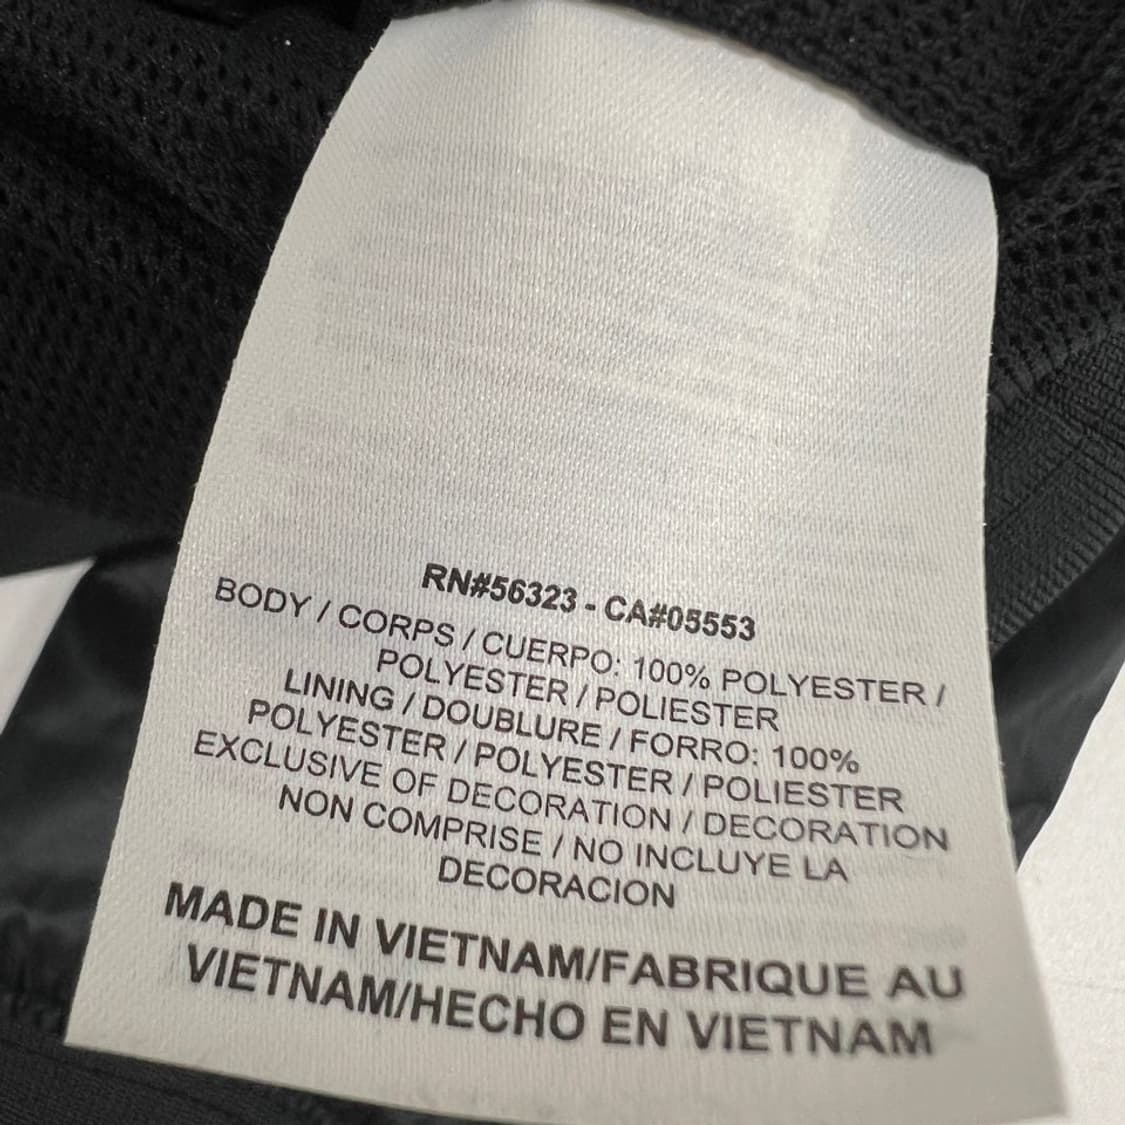 RN#56323 - CA#05553
BODY / CORPS / CUERPO: 100% POLYESTER /
POLYESTER / POLIESTER
LINING / DOUBLURE / FORRO: 100%
POLYESTER / POLYESTER / POLIESTER
EXCLUSIVE OF DECORATION / DECORATION
NON COMPRISE / NO INCLUYE LA
DECORACION
MADE IN VIETNAM/FABRIQUE AU
VIETNAM/HECHO EN VIETNAM